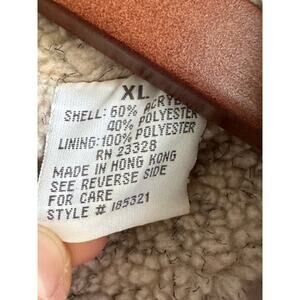 XL
SHELL: 60% ACRYLIC
40% POLYESTER
LINING: 100% POLYESTER
RN 23328
MADE IN HONG KONG
SEE REVERSE SIDE
FOR CARE
STYLE # 185321